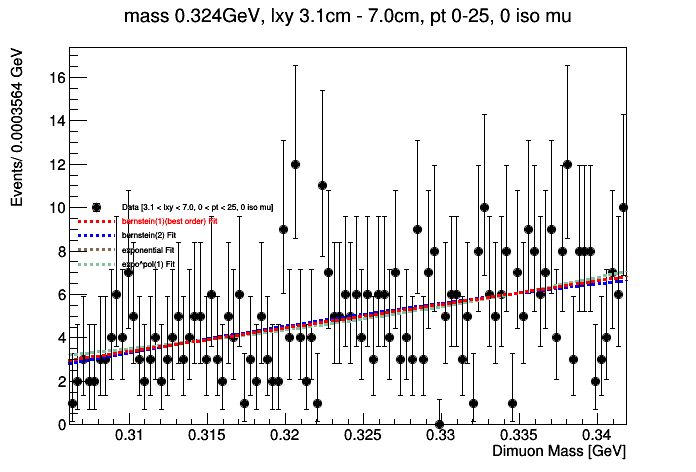 mass 0.324GeV, lxy 3.1cm - 7.0cm, pt 0-25, 0 iso mu
Events/ 0.0003564 GeV
16
14
12
10
8
6
4
2
0
Data [3.1 < lxy < 7.0, 0 < pt < 25, 0 iso mu]
bernstein(1)(best order) Fit
bernstein(2) Fit
exponential Fit
expo*pol(1) Fit
0.31 0.315 0.32 0.325 0.33 0.335 0.34
Dimuon Mass [GeV]